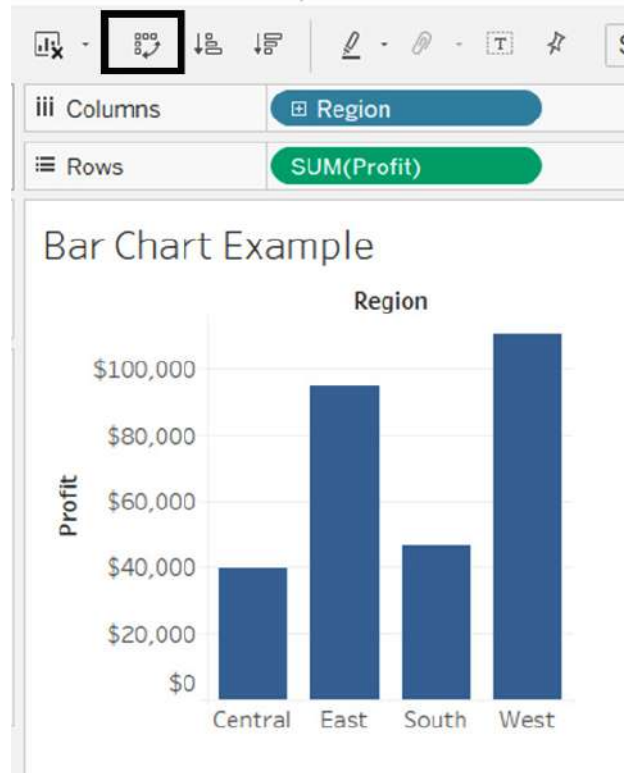 T
S
Columns
Region
Rows
SUM(Profit)
Bar Chart Example
Region
$100,000
$80,000
$60,000
$40,000
$20,000
$0
Profit
Central East South West